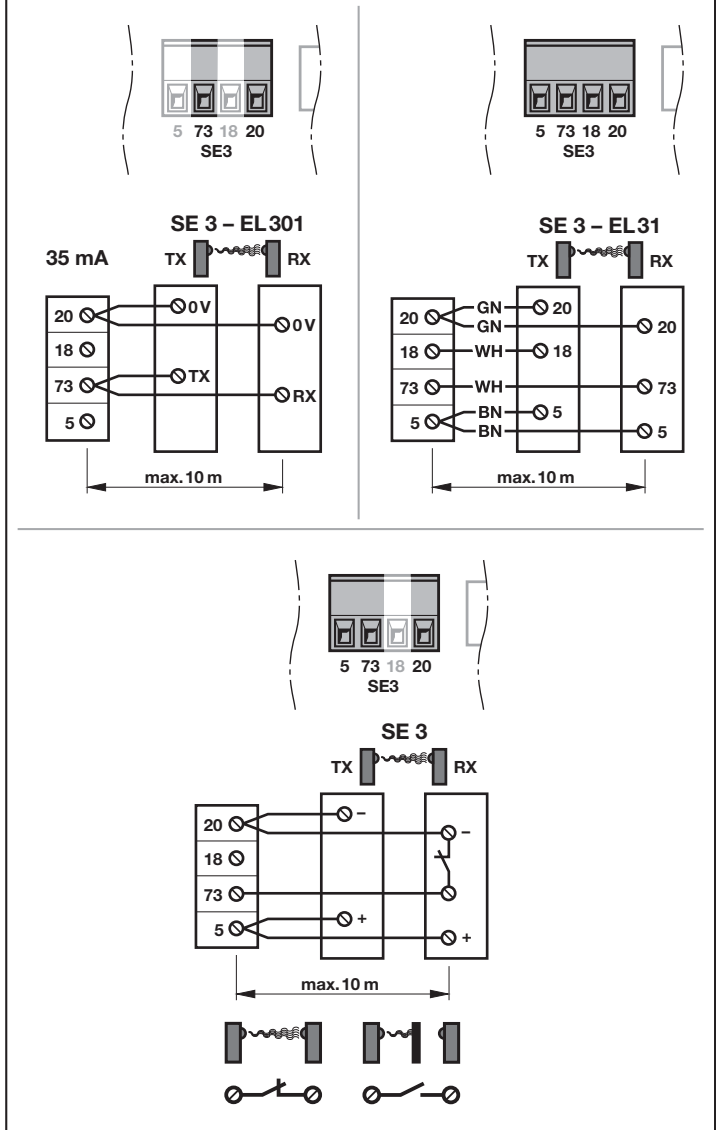 5 73 18 20
SE3
SE 3 – EL301
35 mA
TX RX
20 0V
0V
18
73 TX
RX
5
max. 10 m
5 73 18 20
SE3
SE 3 – EL31
TX RX
20 GN 20
GN 20
18 WH 18
73 WH 73
5 BN 5
BN 5
max. 10 m
5 73 18 20
SE3
SE 3
TX RX
20 –
–
18
73
5 +
+
max. 10 m